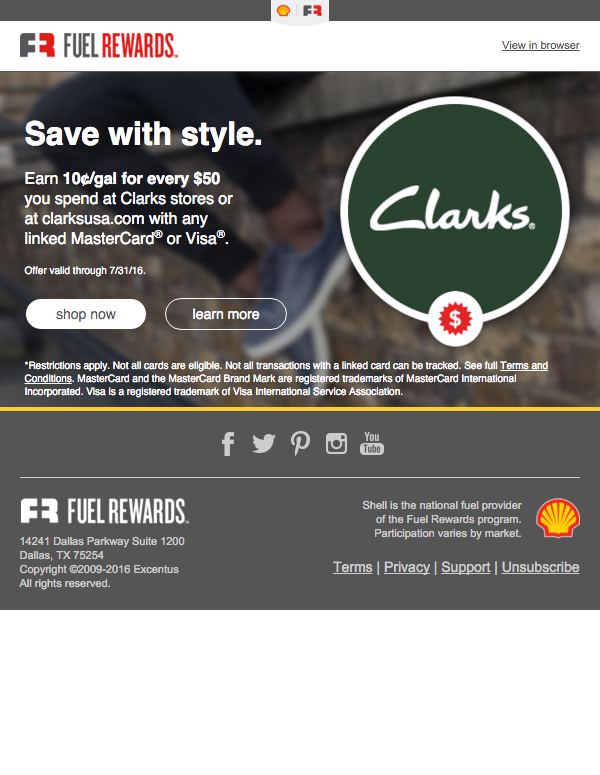 FR
FR FUEL REWARDS™
View in browser
Save with style.
Earn 10¢/gal for every $50
you spend at Clarks stores or
at clarksusa.com with any
linked MasterCard® or Visa®.
Offer valid through 7/31/16.
shop now
learn more
Clarks®
$
*Restrictions apply. Not all cards are eligible. Not all transactions with a linked card can be tracked. See full Terms and
Conditions. MasterCard and the MasterCard Brand Mark are registered trademarks of MasterCard International
Incorporated. Visa is a registered trademark of Visa International Service Association.
You
Tube
FR FUEL REWARDS™
14241 Dallas Parkway Suite 1200
Dallas, TX 75254
Copyright ©2009-2016 Excentus
All rights reserved.
Shell is the national fuel provider
of the Fuel Rewards program.
Participation varies by market.
Terms | Privacy | Support | Unsubscribe